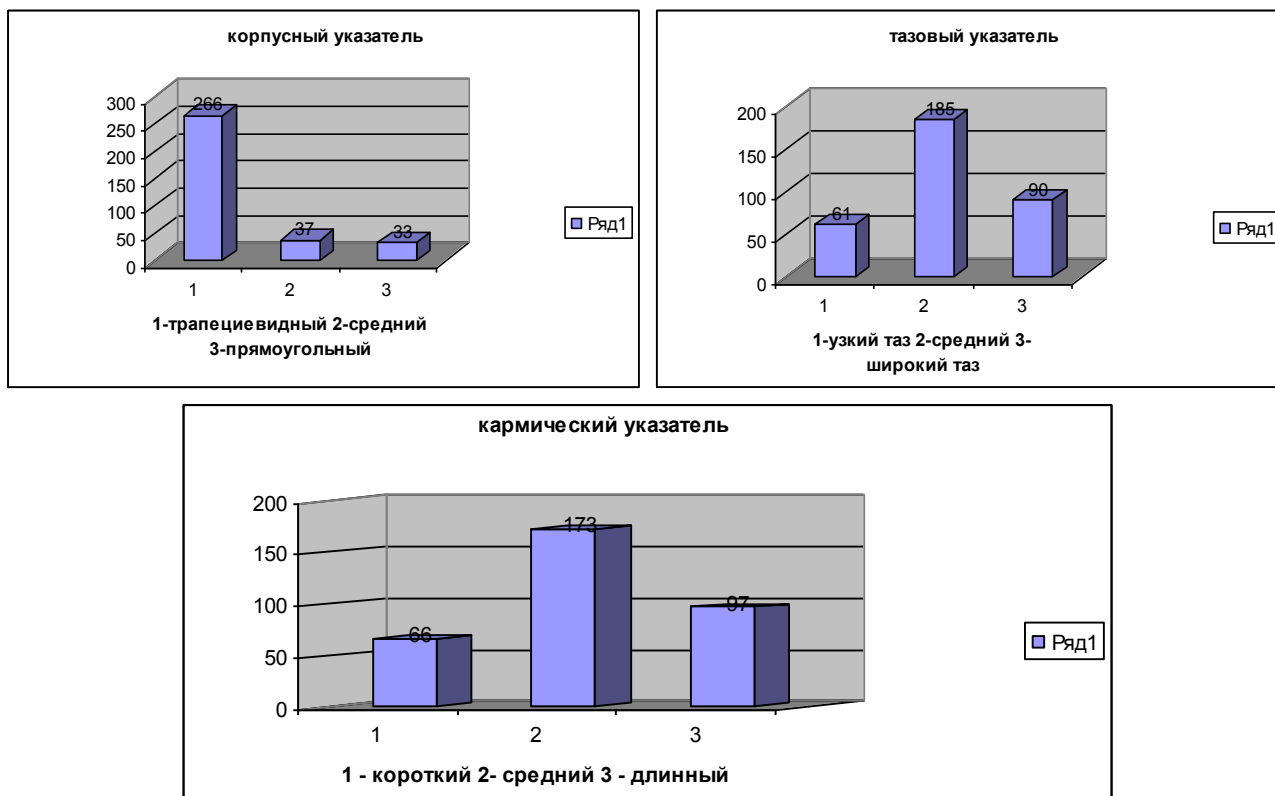 корпусный указатель
300
250
200
150
100
50
0
266
37
33
1 2 3
1-трапециевидный 2-средний
3-прямоугольный
Ряд1
тазовый указатель
200
150
100
50
0
61
185
90
1 2 3
1-узкий таз 2-средний 3-
широкий таз
Ряд1
кармический указатель
200
150
100
50
0
66
173
97
1 2 3
1 - короткий 2- средний 3 - длинный
Ряд1